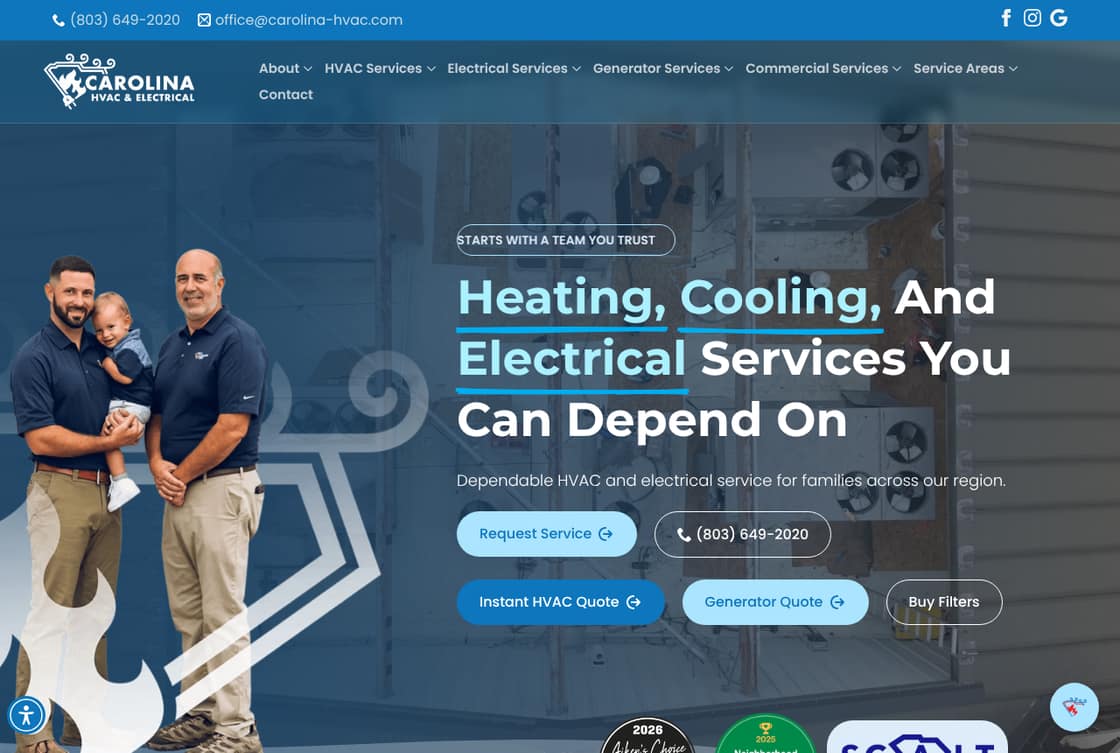 (803) 649-2020 office@carolina-hvac.com
CAROLINA
HVAC & ELECTRICAL
About HVAC Services Electrical Services Generator Services Commercial Services Service Areas
Contact
STARTS WITH A TEAM YOU TRUST
Heating, Cooling, And
Electrical Services You
Can Depend On
Dependable HVAC and electrical service for families across our region.
Request Service (803) 649-2020
Instant HVAC Quote Generator Quote Buy Filters
2026
Aiken's Choice
2025
Neighborhood